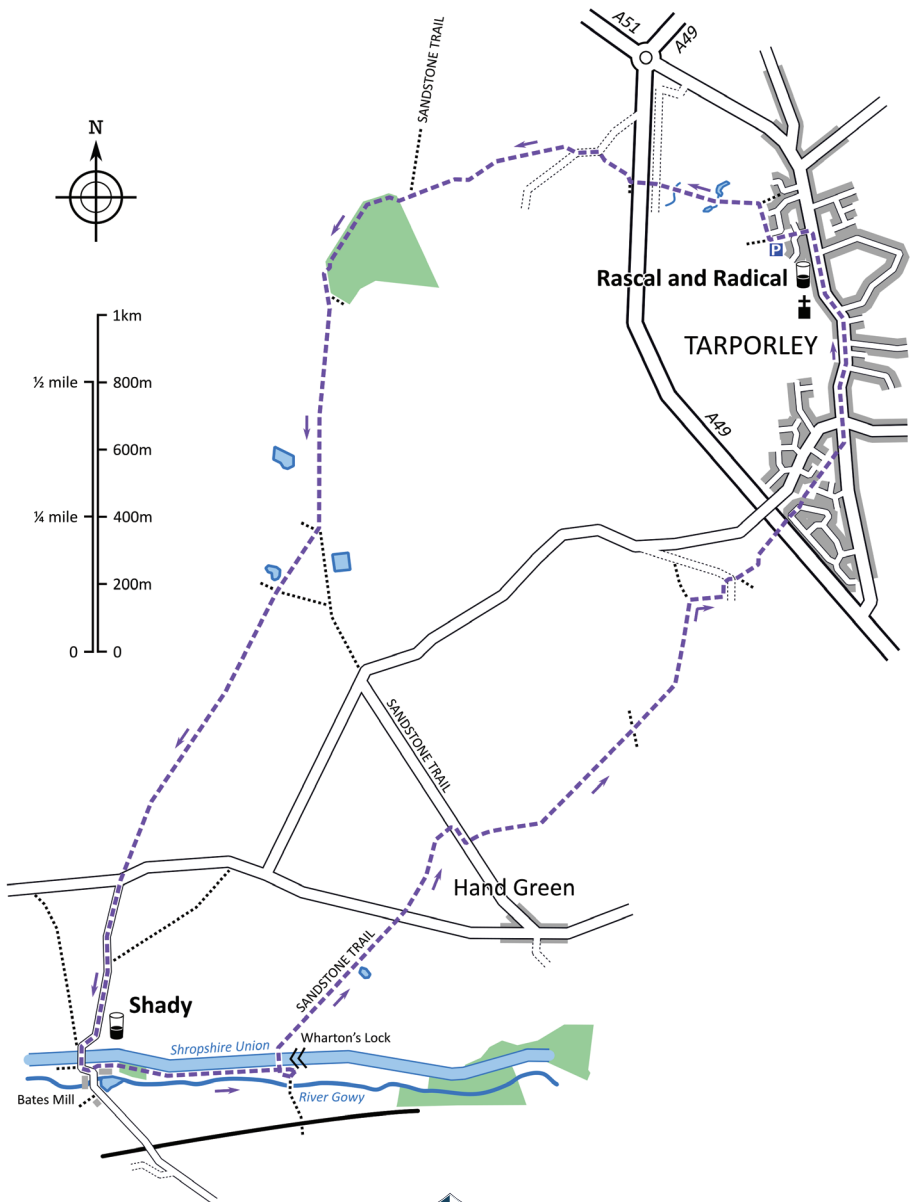 A51
A49
SANDSTONE TRAIL
N
P
Rascal and Radical
TARPORLEY
1km
½ mile
800m
600m
A49
¼ mile
400m
200m
0
0
SANDSTONE TRAIL
Hand Green
SANDSTONE TRAIL
Shady
Wharton's Lock
Shropshire Union
Bates Mill
River Gowy